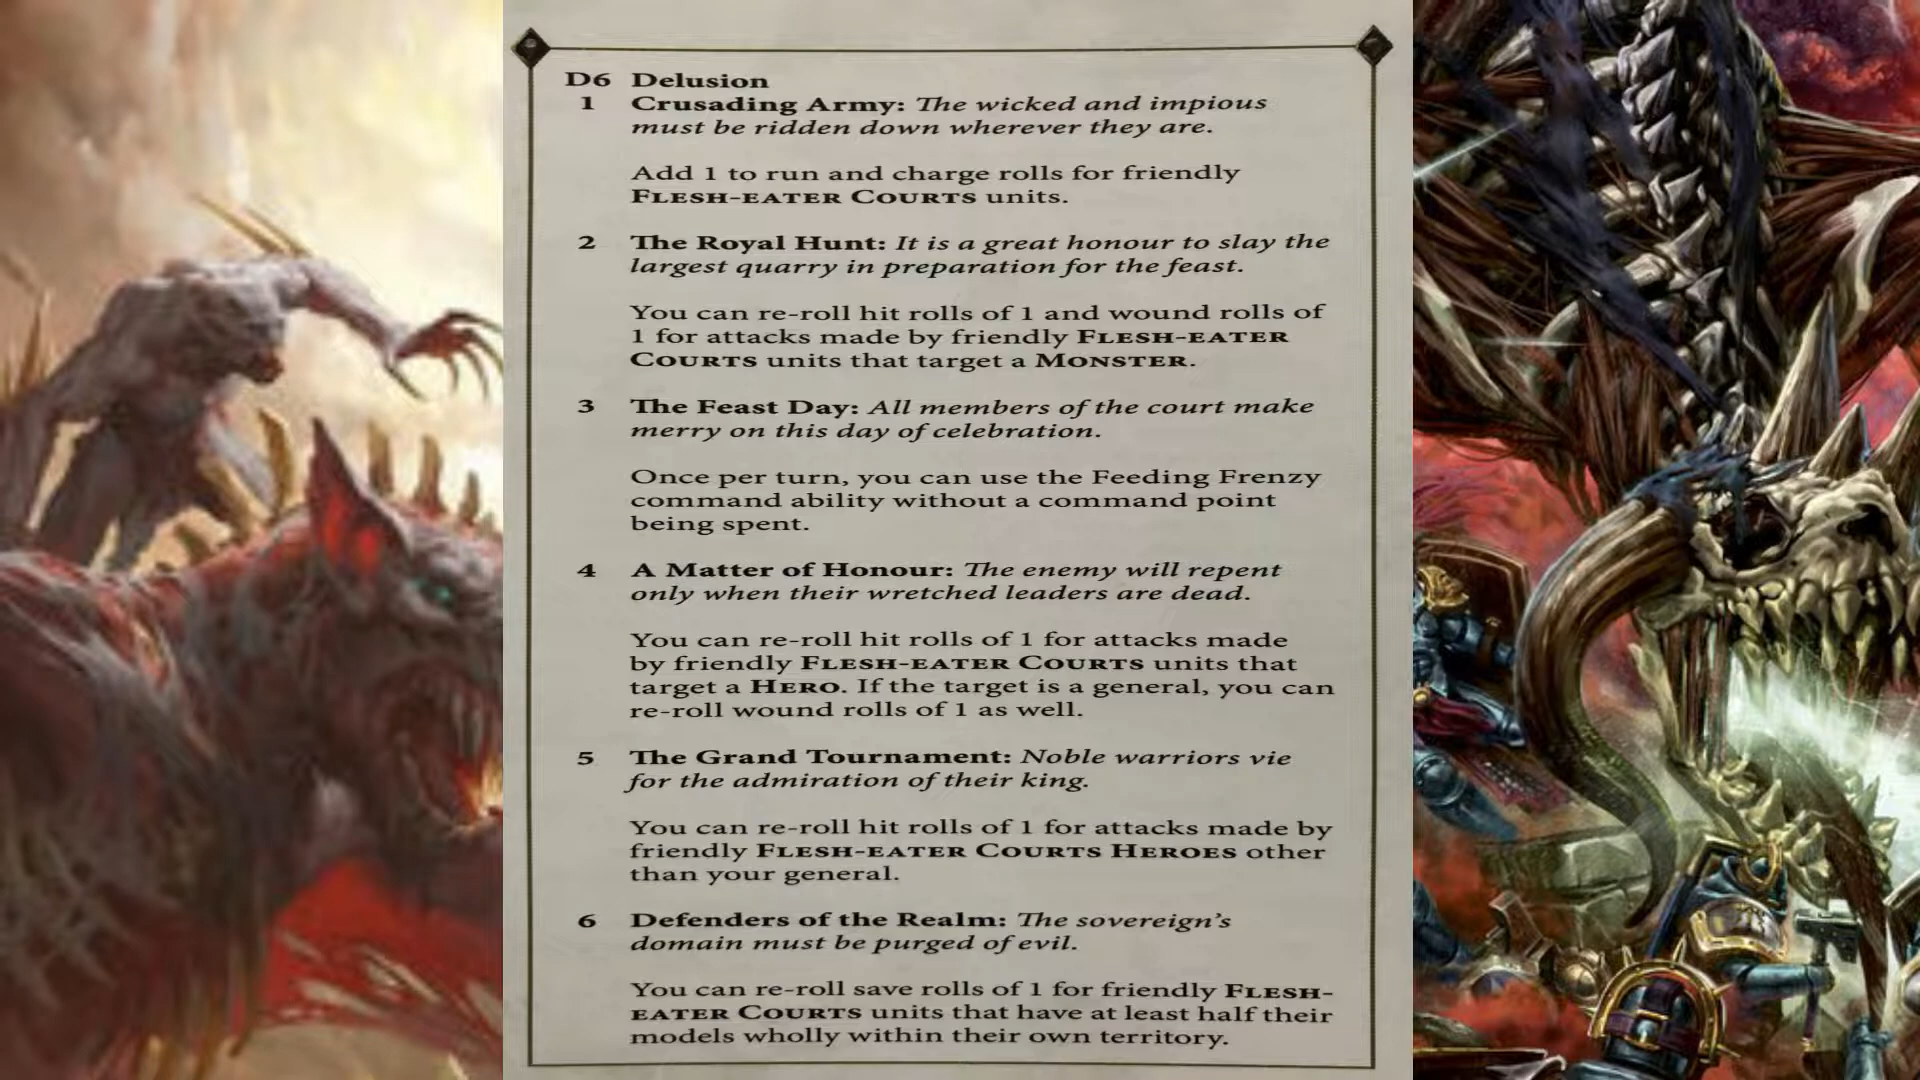 D6 Delusion
1 Crusading Army: The wicked and impious
must be ridden down wherever they are.
Add 1 to run and charge rolls for friendly
FLESH-EATER COURTS units.
2 The Royal Hunt: It is a great honour to slay the
largest quarry in preparation for the feast.
You can re-roll hit rolls of 1 and wound rolls of
1 for attacks made by friendly FLESH-EATER
COURTS units that target a MONSTER.
3 The Feast Day: All members of the court make
merry on this day of celebration.
Once per turn, you can use the Feeding Frenzy
command ability without a command point
being spent.
4 A Matter of Honour: The enemy will repent
only when their wretched leaders are dead.
You can re-roll hit rolls of 1 for attacks made
by friendly FLESH-EATER COURTS units that
target a HERO. If the target is a general, you can
re-roll wound rolls of 1 as well.
5 The Grand Tournament: Noble warriors vie
for the admiration of their king.
You can re-roll hit rolls of 1 for attacks made by
friendly FLESH-EATER COURTS HEROES other
than your general.
6 Defenders of the Realm: The sovereign's
domain must be purged of evil.
You can re-roll save rolls of 1 for friendly FLESH-
EATER COURTS units that have at least half their
models wholly within their own territory.